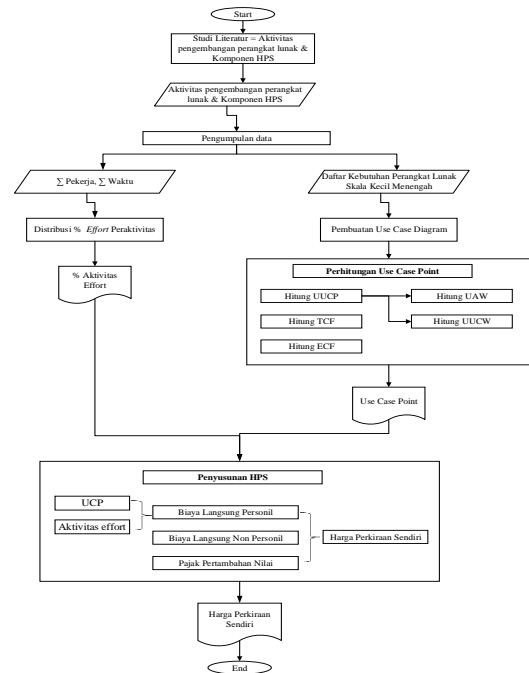 Start
Studi Literatur = Aktivitas
pengembangan perangkat lunak &
Komponen HPS
Aktivitas pengembangan perangkat
lunak & Komponen HPS
Pengumpulan data
∑ Pekerja, ∑ Waktu
Daftar Kebutuhan Perangkat Lunak
Skala Kecil Menengah
Distribusi % Effort Peraktivitas
Pembuatan Use Case Diagram
% Aktivitas
Effort
Perhitungan Use Case Point
Hitung UUCP
Hitung UAW
Hitung TCF
Hitung UUCW
Hitung ECF
Use Case Point
Penyusunan HPS
UCP
Aktivitas effort
Biaya Langsung Personil
Biaya Langsung Non Personil
Pajak Pertambahan Nilai
Harga Perkiraan Sendiri
Harga Perkiraan
Sendiri
End